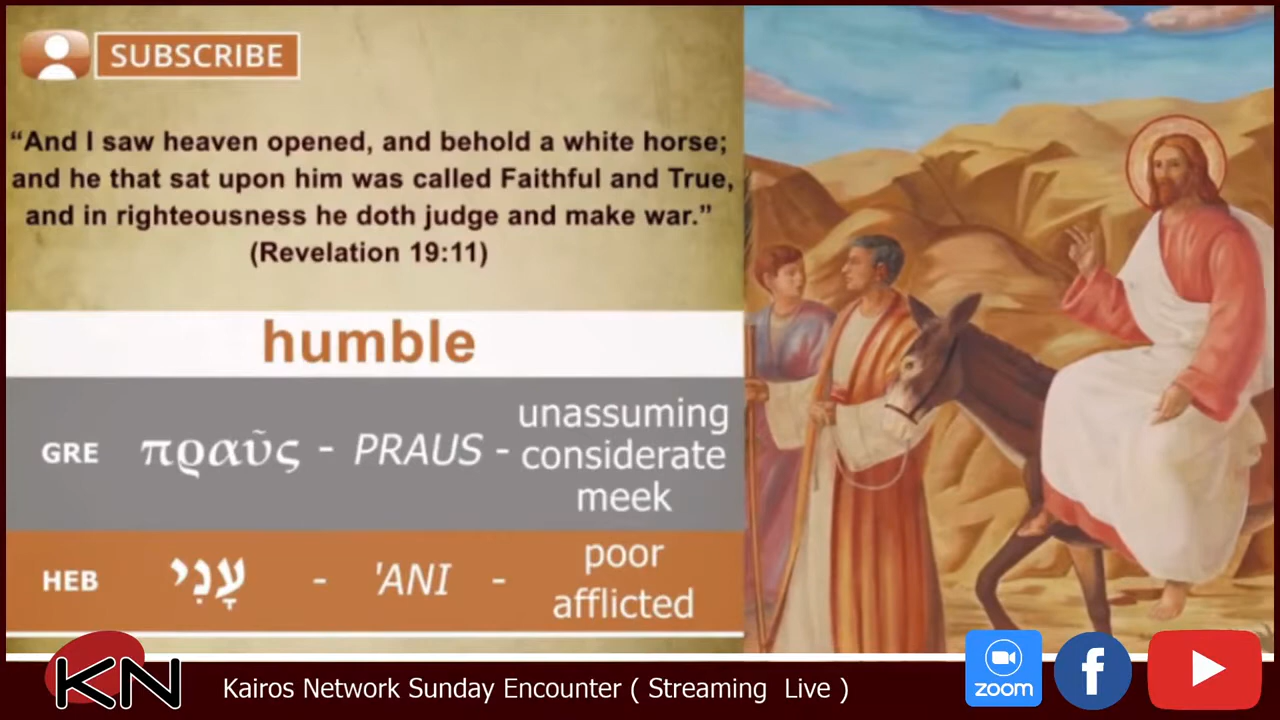 SUBSCRIBE
“And I saw heaven opened, and behold a white horse;
and he that sat upon him was called Faithful and True,
and in righteousness he doth judge and make war.”
(Revelation 19:11)
humble
GRE πραῧς - PRAUS - unassuming
considerate
meek
HEB עָנִי - 'ANI - poor
afflicted
KN Kairos Network Sunday Encounter ( Streaming Live )
zoom
f